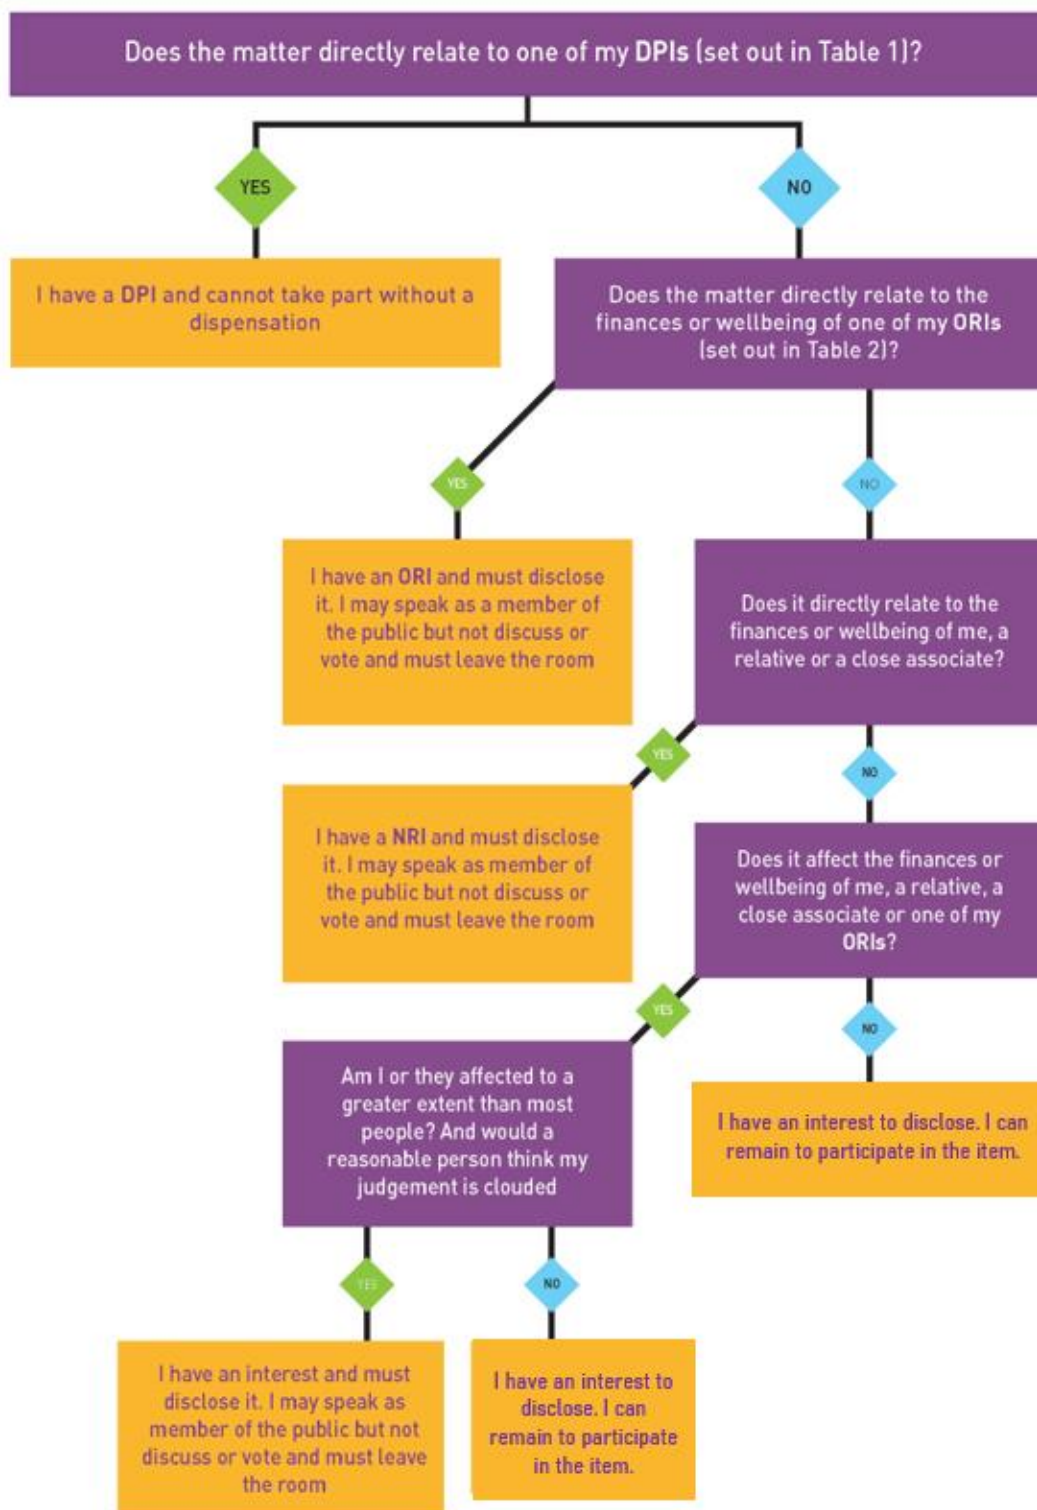 Does the matter directly relate to one of my DPIs (set out in Table 1)?
YES
NO
I have a DPI and cannot take part without a
dispensation
Does the matter directly relate to the
finances or wellbeing of one of my ORIs
(set out in Table 2)?
YES
NO
I have an ORI and must disclose
it. I may speak as a member of
the public but not discuss or
vote and must leave the room
Does it directly relate to the
finances or wellbeing of me, a
relative or a close associate?
YES
NO
I have a NRI and must disclose
it. I may speak as member of
the public but not discuss or
vote and must leave the room
Does it affect the finances or
wellbeing of me, a relative, a
close associate or one of my
ORIs?
YES
NO
Am I or they affected to a
greater extent than most
people? And would a
reasonable person think my
judgement is clouded
I have an interest to disclose. I can
remain to participate in the item.
YES
NO
I have an interest and must
disclose it. I may speak as
member of the public but not
discuss or vote and must leave
the room
I have an interest to
disclose. I can
remain to participate
in the item.